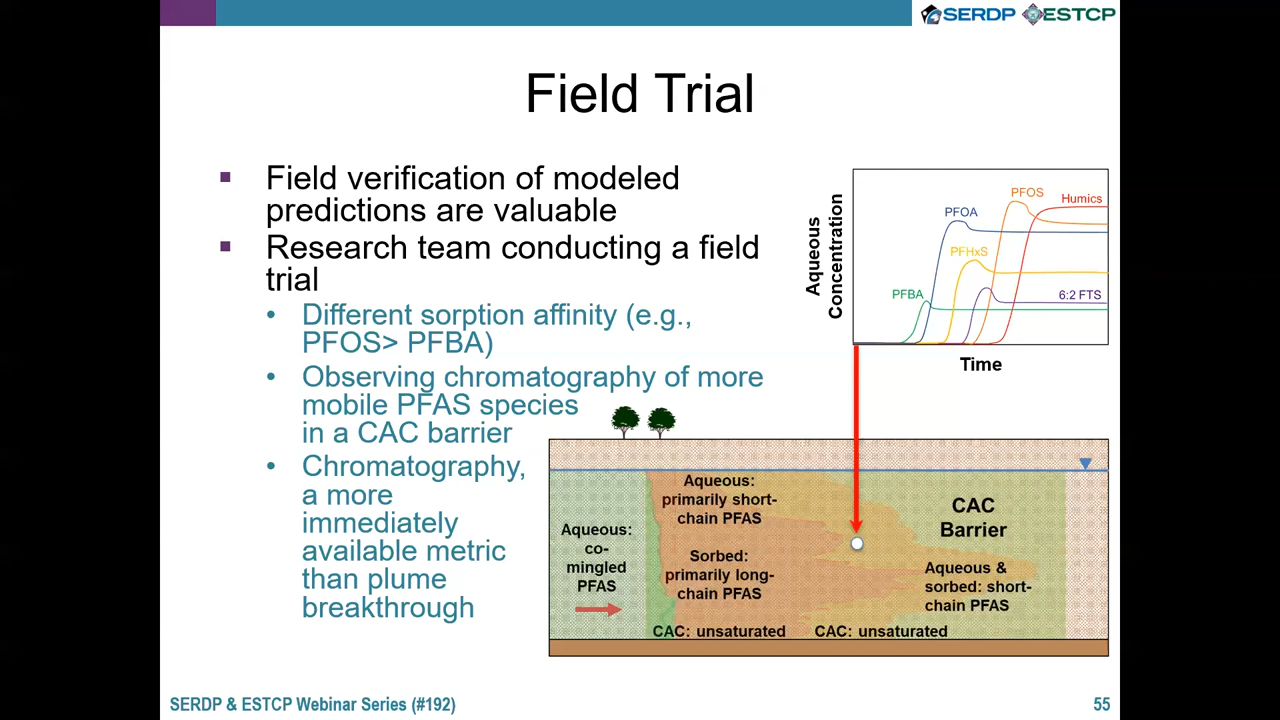 SERDP ESTCP
Field Trial
Field verification of modeled
predictions are valuable
Research team conducting a field
trial
Different sorption affinity (e.g.,
PFOS> PFBA)
Observing chromatography of more
mobile PFAS species
in a CAC barrier
Chromatography,
a more
immediately
available metric
than plume
breakthrough
Aqueous
Concentration
PFOS
Humics
PFOA
PFHxS
PFBA
6:2 FTS
Time
Aqueous:
co-
mingled
PFAS
Aqueous:
primarily short-
chain PFAS
Sorbed:
primarily long-
chain PFAS
CAC: unsaturated
CAC
Barrier
Aqueous &
sorbed: short-
chain PFAS
CAC: unsaturated
SERDP & ESTCP Webinar Series (#192)
55